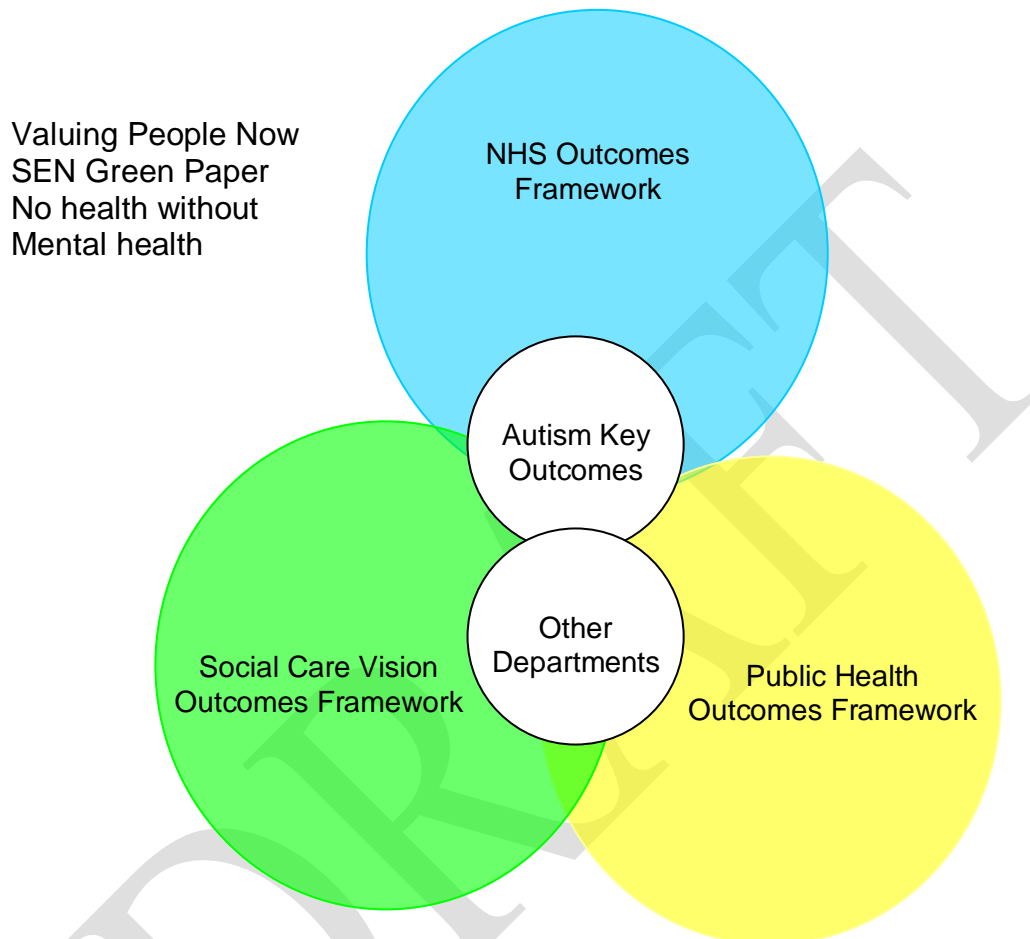 Valuing People Now
SEN Green Paper
No health without
Mental health
NHS Outcomes
Framework
Autism Key
Outcomes
Other
Departments
Social Care Vision
Outcomes Framework
Public Health
Outcomes Framework
DRAFT